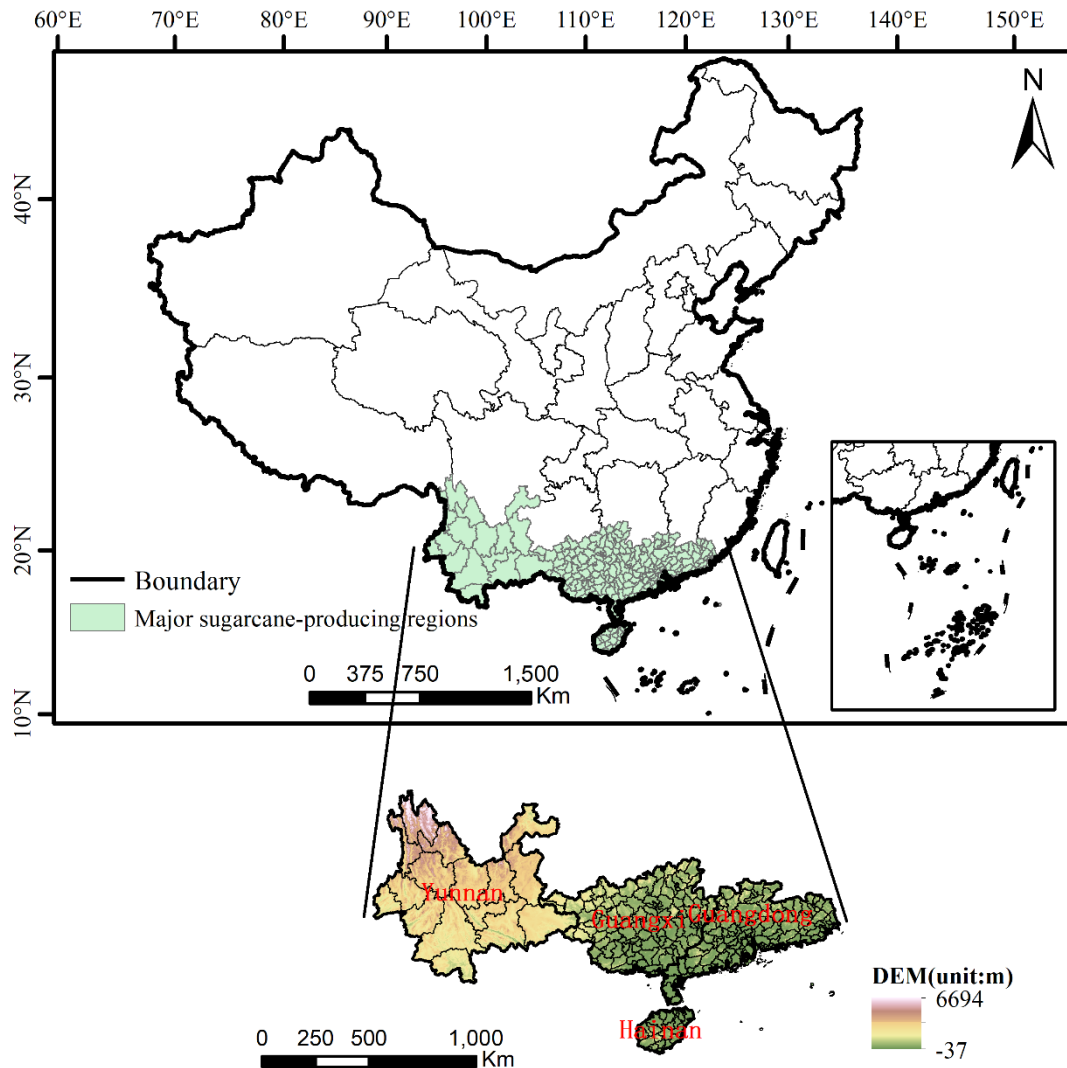 60°E 70°E 80°E 90°E 100°E 110°E 120°E 130°E 140°E 150°E
N
40°N
30°N
20°N
10°N
Boundary
Major sugarcane-producing regions
0 375 750 1,500
Km
Yunnan
Guangxi
Guangdong
Hainan
DEM(unit:m)
6694
-37
0 250 500 1,000
Km